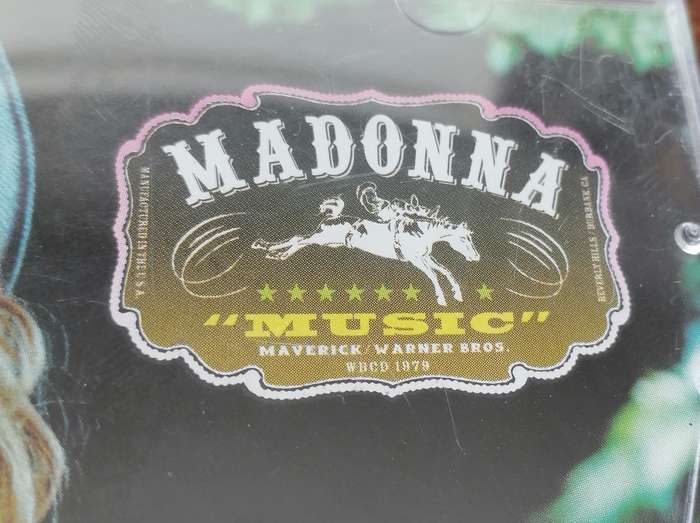 MADONNA
MANUFACTURED IN THE U.S.A
BEVERLY HILLS · BURBANK CA
"MUSIC"
MAVERICK/WARNER BROS.
WBCD 1979